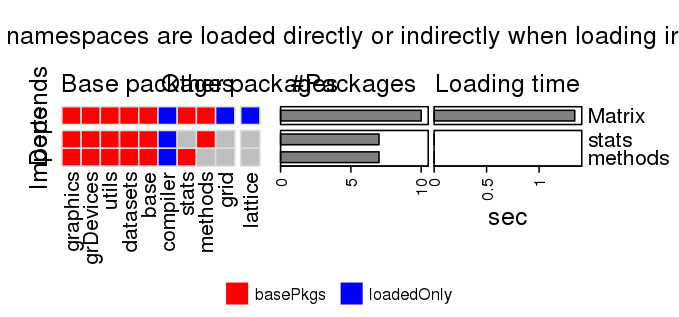 namespaces are loaded directly or indirectly when loading ir
Base packages
Other packages
#Packages
Loading time
Depends
Imports
Matrix
stats
methods
graphics
grDevices
utils
datasets
base
compiler
stats
methods
grid
lattice
0
5
10
0
0.5
1
sec
basePkgs
loadedOnly